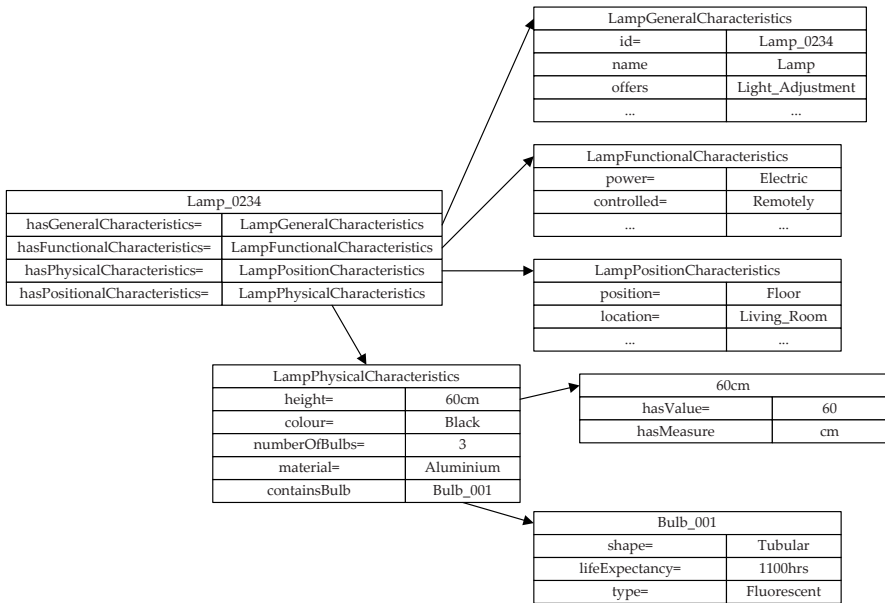 LampGeneralCharacteristics
id= Lamp_0234
name Lamp
offers Light_Adjustment
... ...
LampFunctionalCharacteristics
power= Electric
controlled= Remotely
... ...
Lamp_0234
hasGeneralCharacteristics= LampGeneralCharacteristics
hasFunctionalCharacteristics= LampFunctionalCharacteristics
hasPhysicalCharacteristics= LampPositionCharacteristics
hasPositionalCharacteristics= LampPhysicalCharacteristics
LampPositionCharacteristics
position= Floor
location= Living_Room
... ...
LampPhysicalCharacteristics
height= 60cm
colour= Black
numberOfBulbs= 3
material= Aluminium
containsBulb Bulb_001
60cm
hasValue= 60
hasMeasure cm
Bulb_001
shape= Tubular
lifeExpectancy= 1100hrs
type= Fluorescent